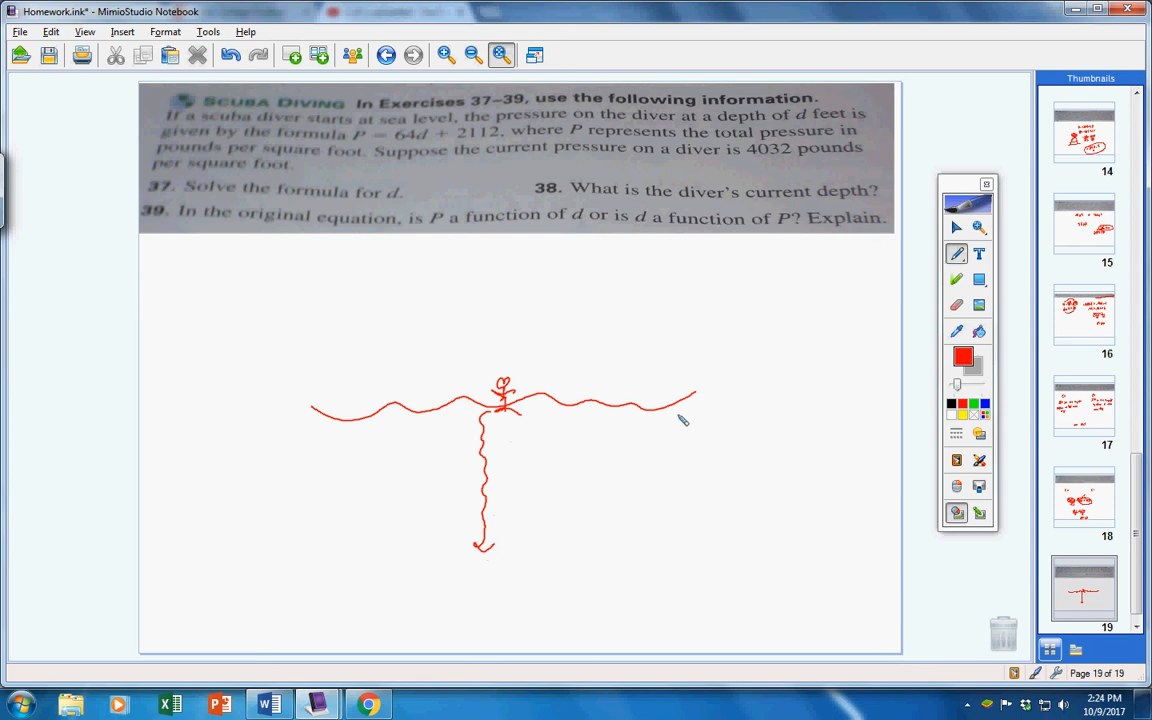 Homework.ink* - MimioStudio Notebook
File Edit View Insert Format Tools Help
Thumbnails
SCUBA DIVING In Exercises 37–39, use the following information.
If a scuba diver starts at sea level, the pressure on the diver at a depth of d feet is
given by the formula P = 64d + 2112, where P represents the total pressure in
pounds per square foot. Suppose the current pressure on a diver is 4032 pounds
per square foot.
37. Solve the formula for d. 38. What is the diver's current depth?
39. In the original equation, is P a function of d or is d a function of P? Explain.
T
14
15
16
17
18
19
Page 19 of 19
2:24 PM
10/9/2017